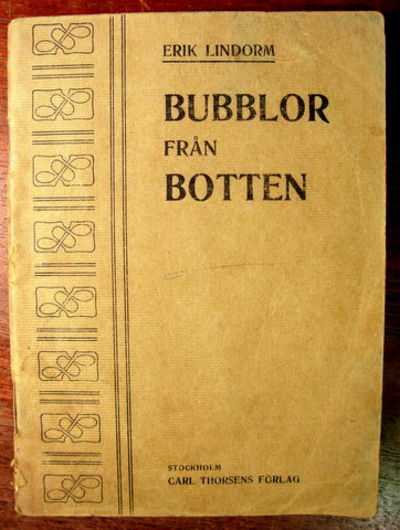 ERIK LINDORM
BUBBLOR
FRÅN
BOTTEN
STOCKHOLM
CARL THORSENS FÖRLAG